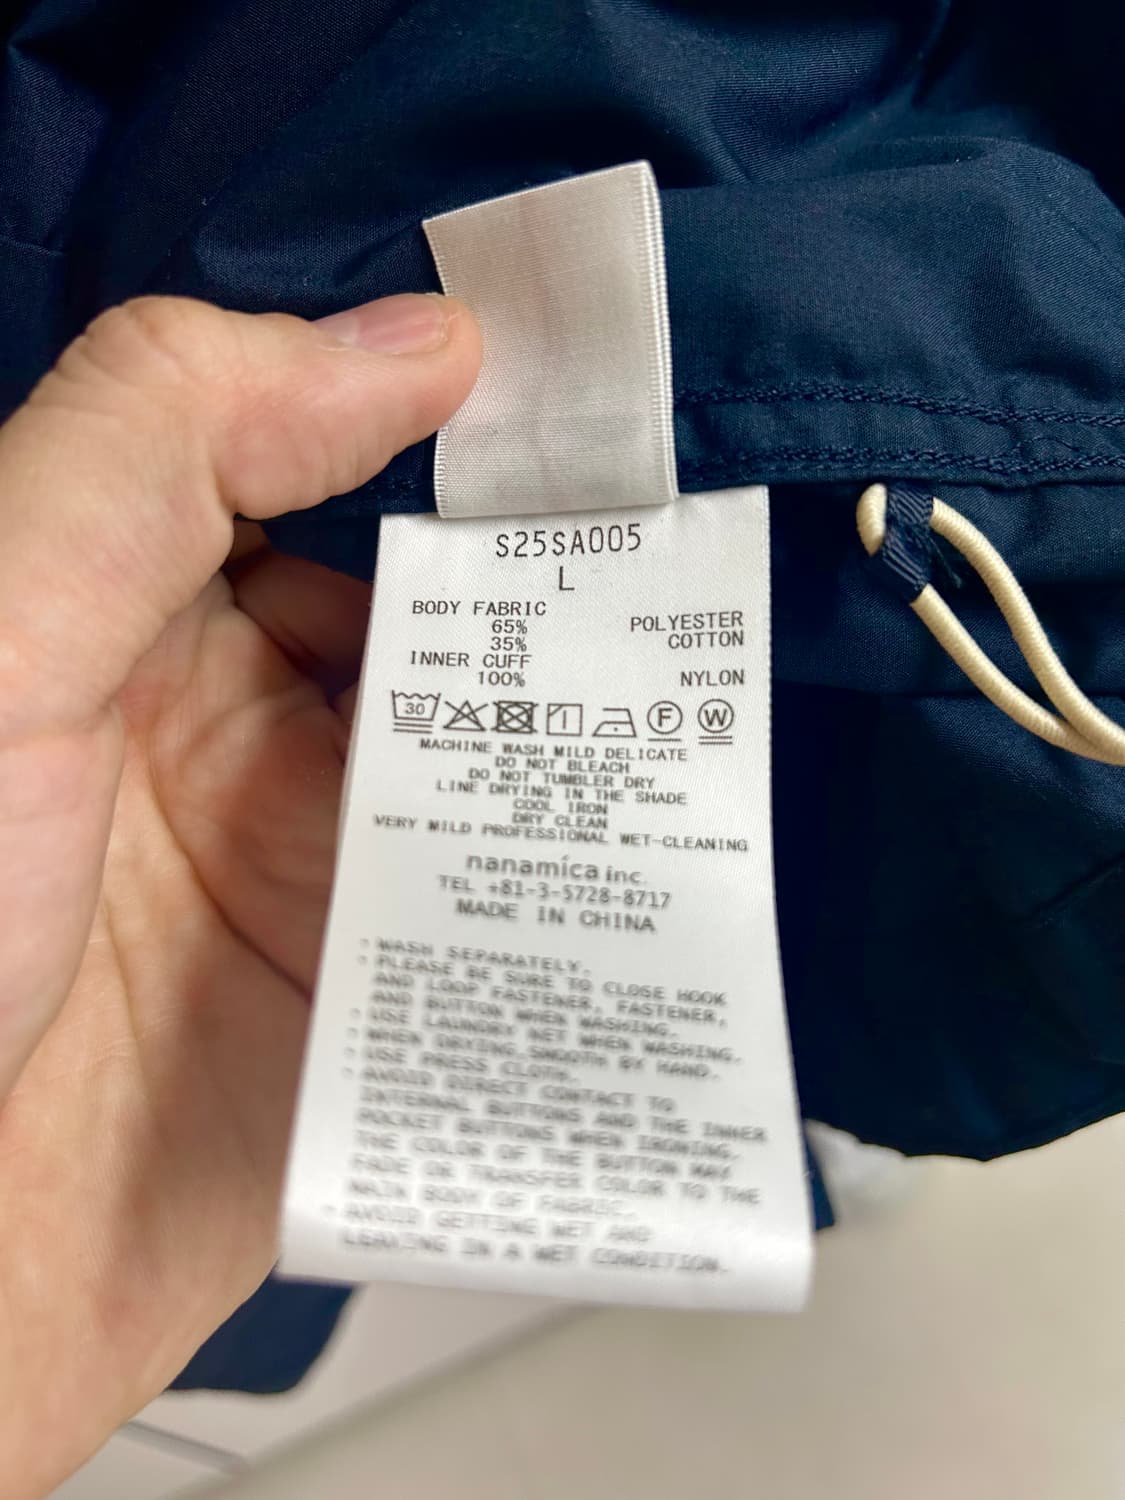 S25SA005
L
BODY FABRIC
65% POLYESTER
35% COTTON
INNER CUFF
100% NYLON
30 F W
MACHINE WASH MILD DELICATE
DO NOT BLEACH
DO NOT TUMBLER DRY
LINE DRYING IN THE SHADE
COOL IRON
DRY CLEAN
VERY MILD PROFESSIONAL WET-CLEANING
nanamica inc.
TEL +81-3-5728-8717
MADE IN CHINA
・WASH SEPARATELY.
・PLEASE BE SURE TO CLOSE HOOK
AND LOOP FASTENER, FASTENER,
AND BUTTON WHEN WASHING.
・USE LAUNDRY NET WHEN WASHING.
・WHEN DRYING,SMOOTH BY HAND.
・USE PRESS CLOTH.
・AVOID DIRECT CONTACT TO
INTERNAL BUTTONS AND THE INNER
POCKET BUTTONS WHEN IRONING.
THE COLOR OF THE BUTTON MAY
FADE OR TRANSFER COLOR TO THE
MAIN BODY OF FABRIC.
・AVOID GETTING WET AND
LEAVING IN A WET CONDITION.